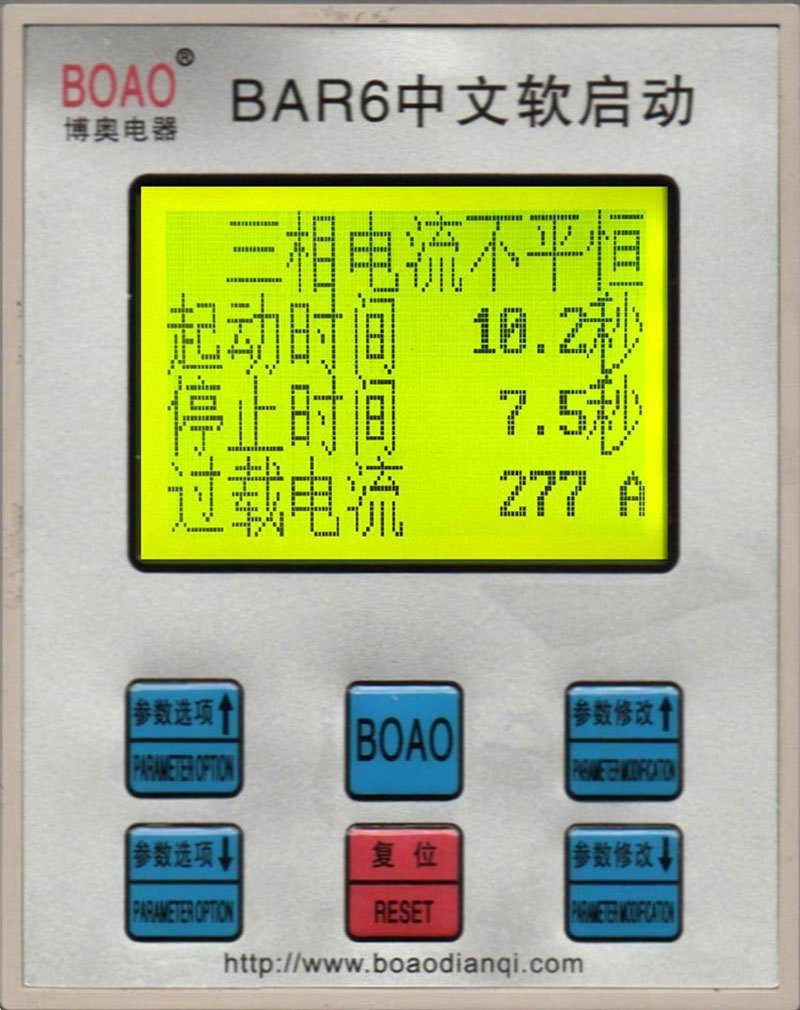 BOAO®
博奥电器
BAR6中文软启动
三相电流不平恒
起动时间 10.2秒
停止时间 7.5秒
过载电流 277 A
参数选项↑
PARAMETER OPTION
BOAO
参数修改↑
PARAMETER MODIFICATION
参数选项↓
PARAMETER OPTION
复 位
RESET
参数修改↓
PARAMETER MODIFICATION
http://www.boaodianqi.com